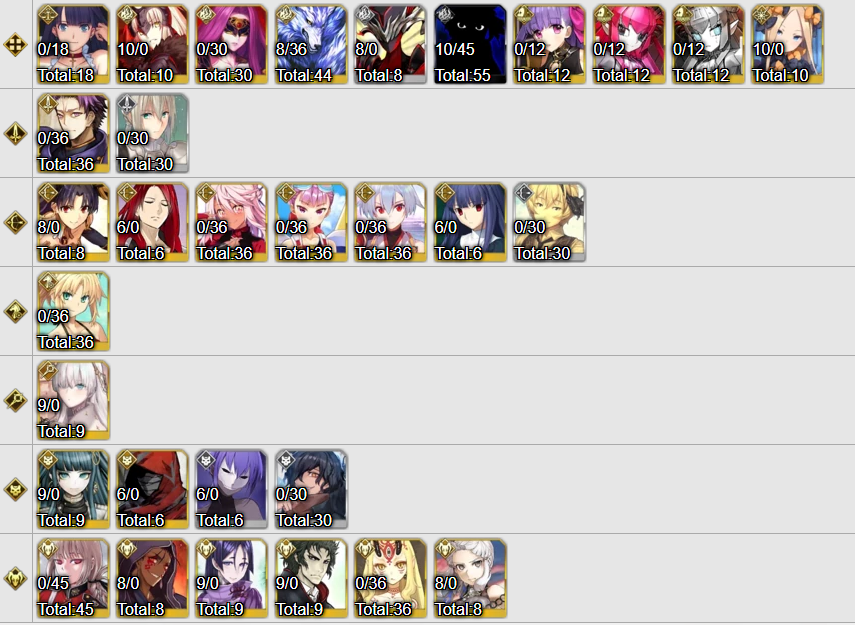 0/18
Total:18
10/0
Total:10
0/30
Total:30
8/36
Total:44
8/0
Total:8
10/45
Total:55
0/12
Total:12
0/12
Total:12
0/12
Total:12
10/0
Total:10
0/36
Total:36
0/30
Total:30
8/0
Total:8
6/0
Total:6
0/36
Total:36
0/36
Total:36
0/36
Total:36
6/0
Total:6
0/30
Total:30
0/36
Total:36
9/0
Total:9
9/0
Total:9
6/0
Total:6
6/0
Total:6
0/30
Total:30
0/45
Total:45
8/0
Total:8
9/0
Total:9
9/0
Total:9
0/36
Total:36
8/0
Total:8